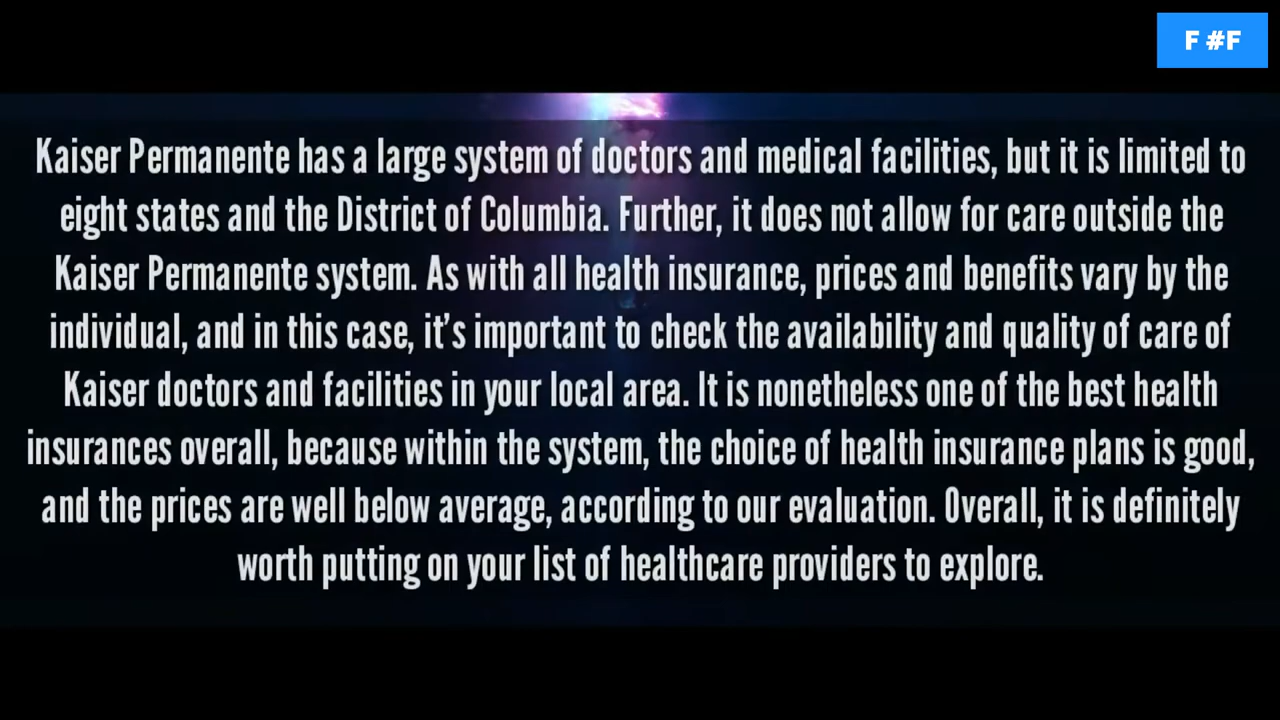 F #F
Kaiser Permanente has a large system of doctors and medical facilities, but it is limited to
eight states and the District of Columbia. Further, it does not allow for care outside the
Kaiser Permanente system. As with all health insurance, prices and benefits vary by the
individual, and in this case, it's important to check the availability and quality of care of
Kaiser doctors and facilities in your local area. It is nonetheless one of the best health
insurances overall, because within the system, the choice of health insurance plans is good,
and the prices are well below average, according to our evaluation. Overall, it is definitely
worth putting on your list of healthcare providers to explore.